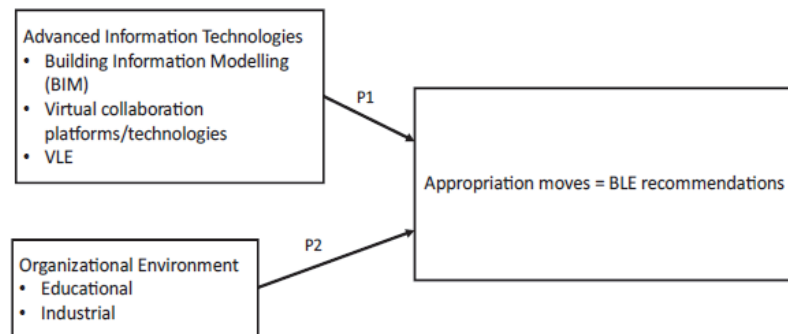 Advanced Information Technologies
• Building Information Modelling
(BIM)
• Virtual collaboration
platforms/technologies
• VLE
P1
Appropriation moves = BLE recommendations
P2
Organizational Environment
• Educational
• Industrial